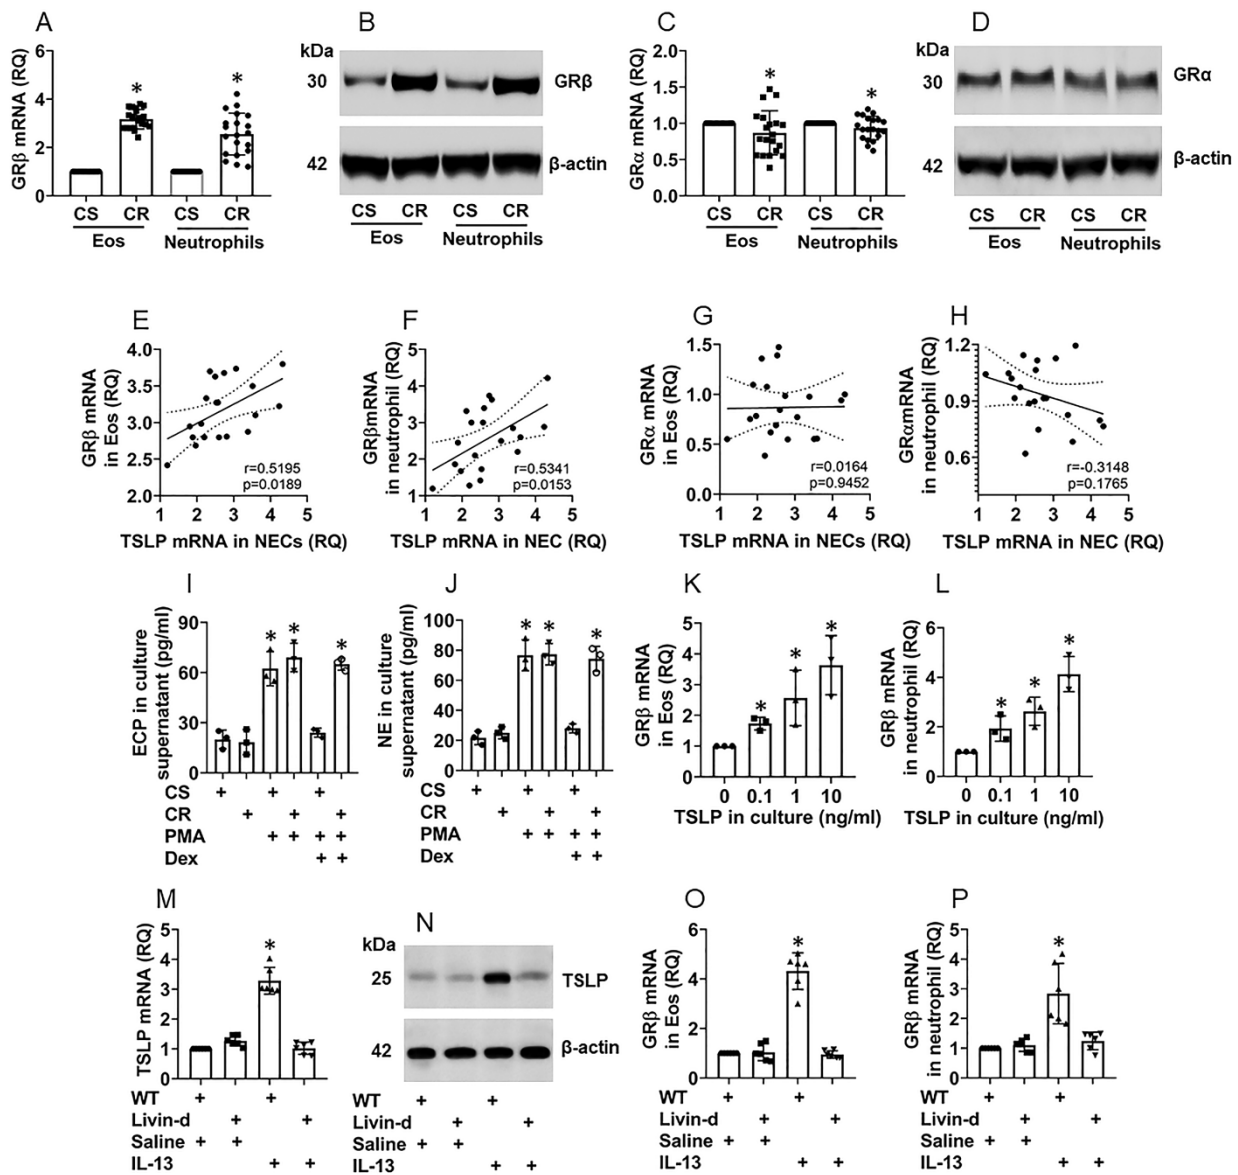 A
GRβ mRNA (RQ)
6
4
2
0
*
*
CS CR CS CR
Eos Neutrophils
B
kDa
30 GRβ
42 β-actin
CS CR CS CR
Eos Neutrophils
C
GRα mRNA (RQ)
2.0
1.5
1.0
0.5
0.0
*
*
CS CR CS CR
Eos Neutrophils
D
kDa
30 GRα
42 β-actin
CS CR CS CR
Eos Neutrophils
E
GRβ mRNA
in Eos (RQ)
4.0
3.5
3.0
2.5
2.0
r=0.5195
p=0.0189
1 2 3 4 5
TSLP mRNA in NECs (RQ)
F
GRβmRNA
in neutrophil (RQ)
5
4
3
2
1
r=0.5341
p=0.0153
1 2 3 4 5
TSLP mRNA in NEC (RQ)
G
GRα mRNA
in Eos (RQ)
1.5
1.0
0.5
0.0
r=0.0164
p=0.9452
1 2 3 4 5
TSLP mRNA in NECs (RQ)
H
GRαmRNA
in neutrophil (RQ)
1.2
0.9
0.6
r=-0.3148
p=0.1765
1 2 3 4 5
TSLP mRNA in NEC (RQ)
I
ECP in culture
supernatant (pg/ml)
90
60
30
0
* * *
CS + + +
CR + + +
PMA + + + +
Dex + +
J
NE in culture
supernatant (pg/ml)
100
80
60
40
20
0
* * *
CS + + +
CR + + +
PMA + + + +
Dex + +
K
GRβ mRNA
in Eos (RQ)
5
4
3
2
1
0
* * *
0 0.1 1 10
TSLP in culture (ng/ml)
L
GRβ mRNA
in neutrophil (RQ)
6
4
2
0
* * *
0 0.1 1 10
TSLP in culture (ng/ml)
M
TSLP mRNA (RQ)
5
4
3
2
1
0
*
WT + +
Livin-d + +
Saline + +
IL-13 + +
N
kDa
25 TSLP
42 β-actin
WT + +
Livin-d + +
Saline + +
IL-13 + +
O
GRβ mRNA
in Eos (RQ)
6
4
2
0
*
WT + +
Livin-d + +
Saline + +
IL-13 + +
P
GRβ mRNA
in neutrophil (RQ)
5
4
3
2
1
0
*
WT + +
Livin-d + +
Saline + +
IL-13 + +